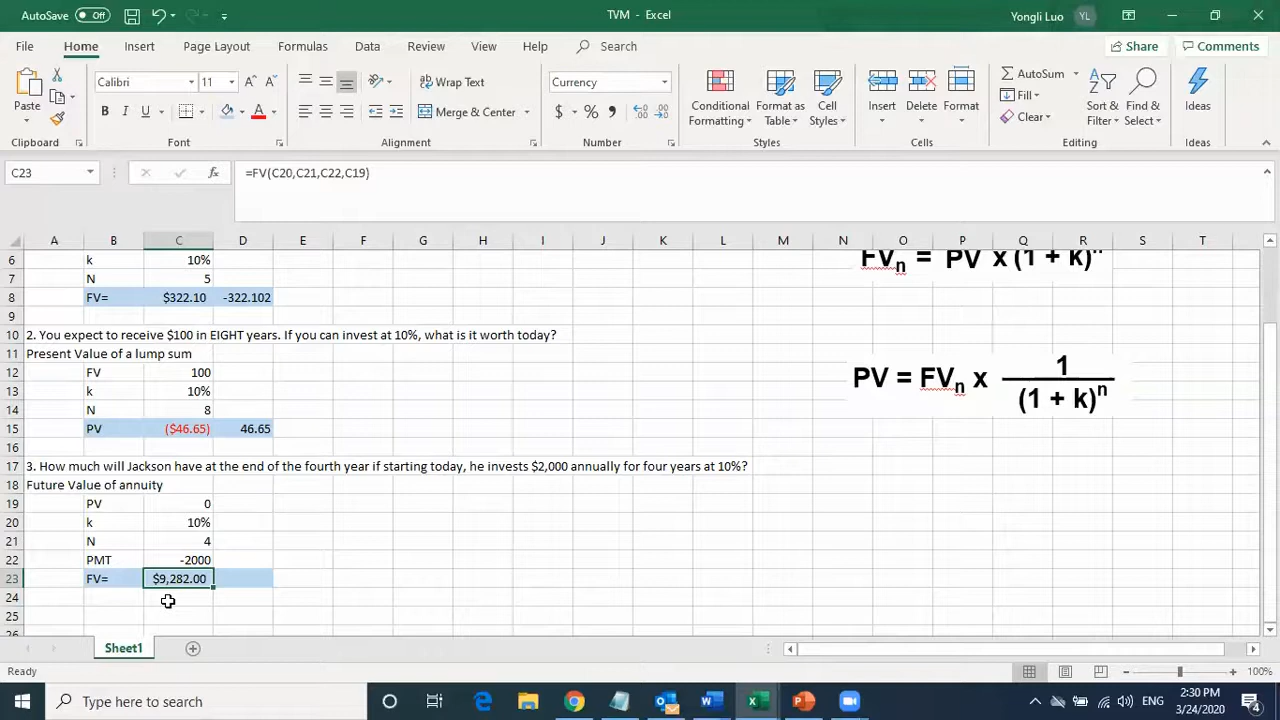 AutoSave Off TVM - Excel Yongli Luo YL
File Home Insert Page Layout Formulas Data Review View Help Search Share Comments
Paste Calibri 11 Wrap Text Currency Conditional Formatting Format as Table Cell Styles Insert Delete Format AutoSum Fill Clear Sort & Filter Find & Select Ideas
B I U Merge & Center $ % 9
Clipboard Font Alignment Number Styles Cells Editing Ideas
C23 fx =FV(C20,C21,C22,C19)
A B C D E F G H I J K L M N O P Q R S T
6 k 10%
FVn = PV x (1 + k)n
7 N 5
8 FV= $322.10 -322.102
9
10 2. You expect to receive $100 in EIGHT years. If you can invest at 10%, what is it worth today?
11 Present Value of a lump sum
12 FV 100
PV = FVn x 1
(1 + k)n
13 k 10%
14 N 8
15 PV ($46.65) 46.65
16
17 3. How much will Jackson have at the end of the fourth year if starting today, he invests $2,000 annually for four years at 10%?
18 Future Value of annuity
19 PV 0
20 k 10%
21 N 4
22 PMT -2000
23 FV= $9,282.00
24
25
26
Sheet1
Ready 100%
Type here to search ENG 2:30 PM
3/24/2020 4